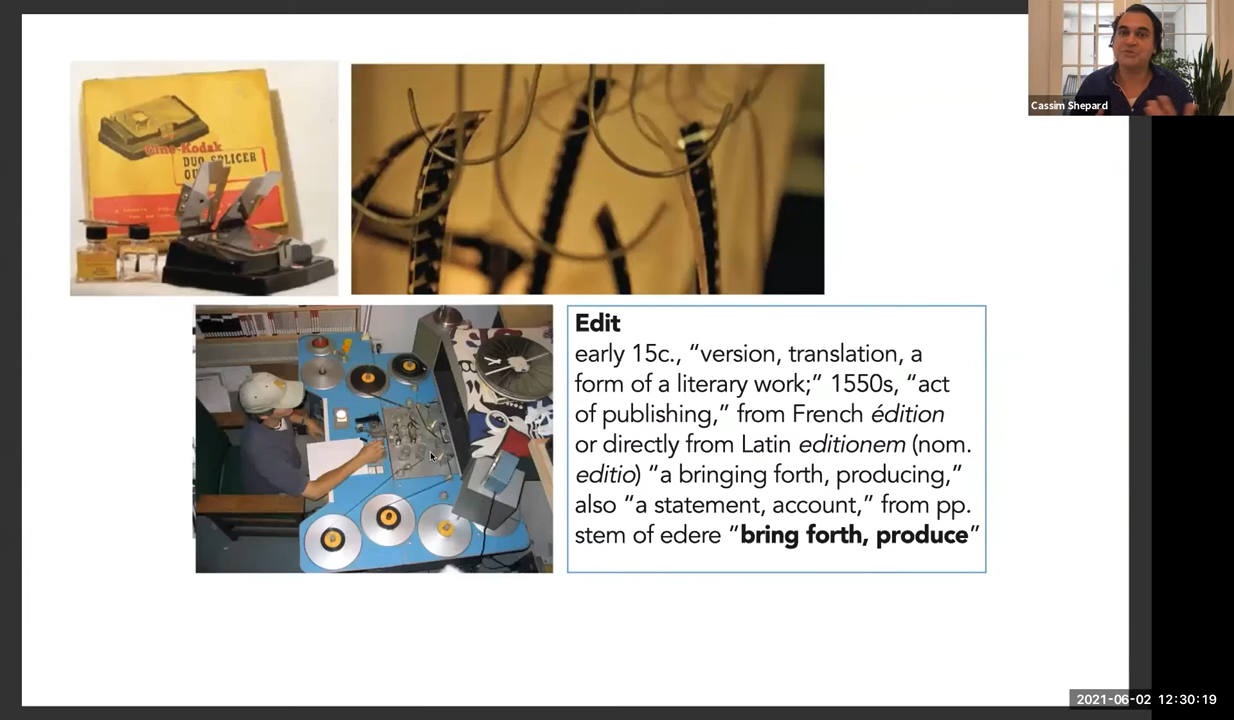 Cassim Shepard
Ciné-Kodak
DUO SPLICER
Edit
early 15c., “version, translation, a
form of a literary work;” 1550s, “act
of publishing,” from French édition
or directly from Latin editionem (nom.
editio) “a bringing forth, producing,”
also “a statement, account,” from pp.
stem of edere “bring forth, produce”
2021-06-02 12:30:19